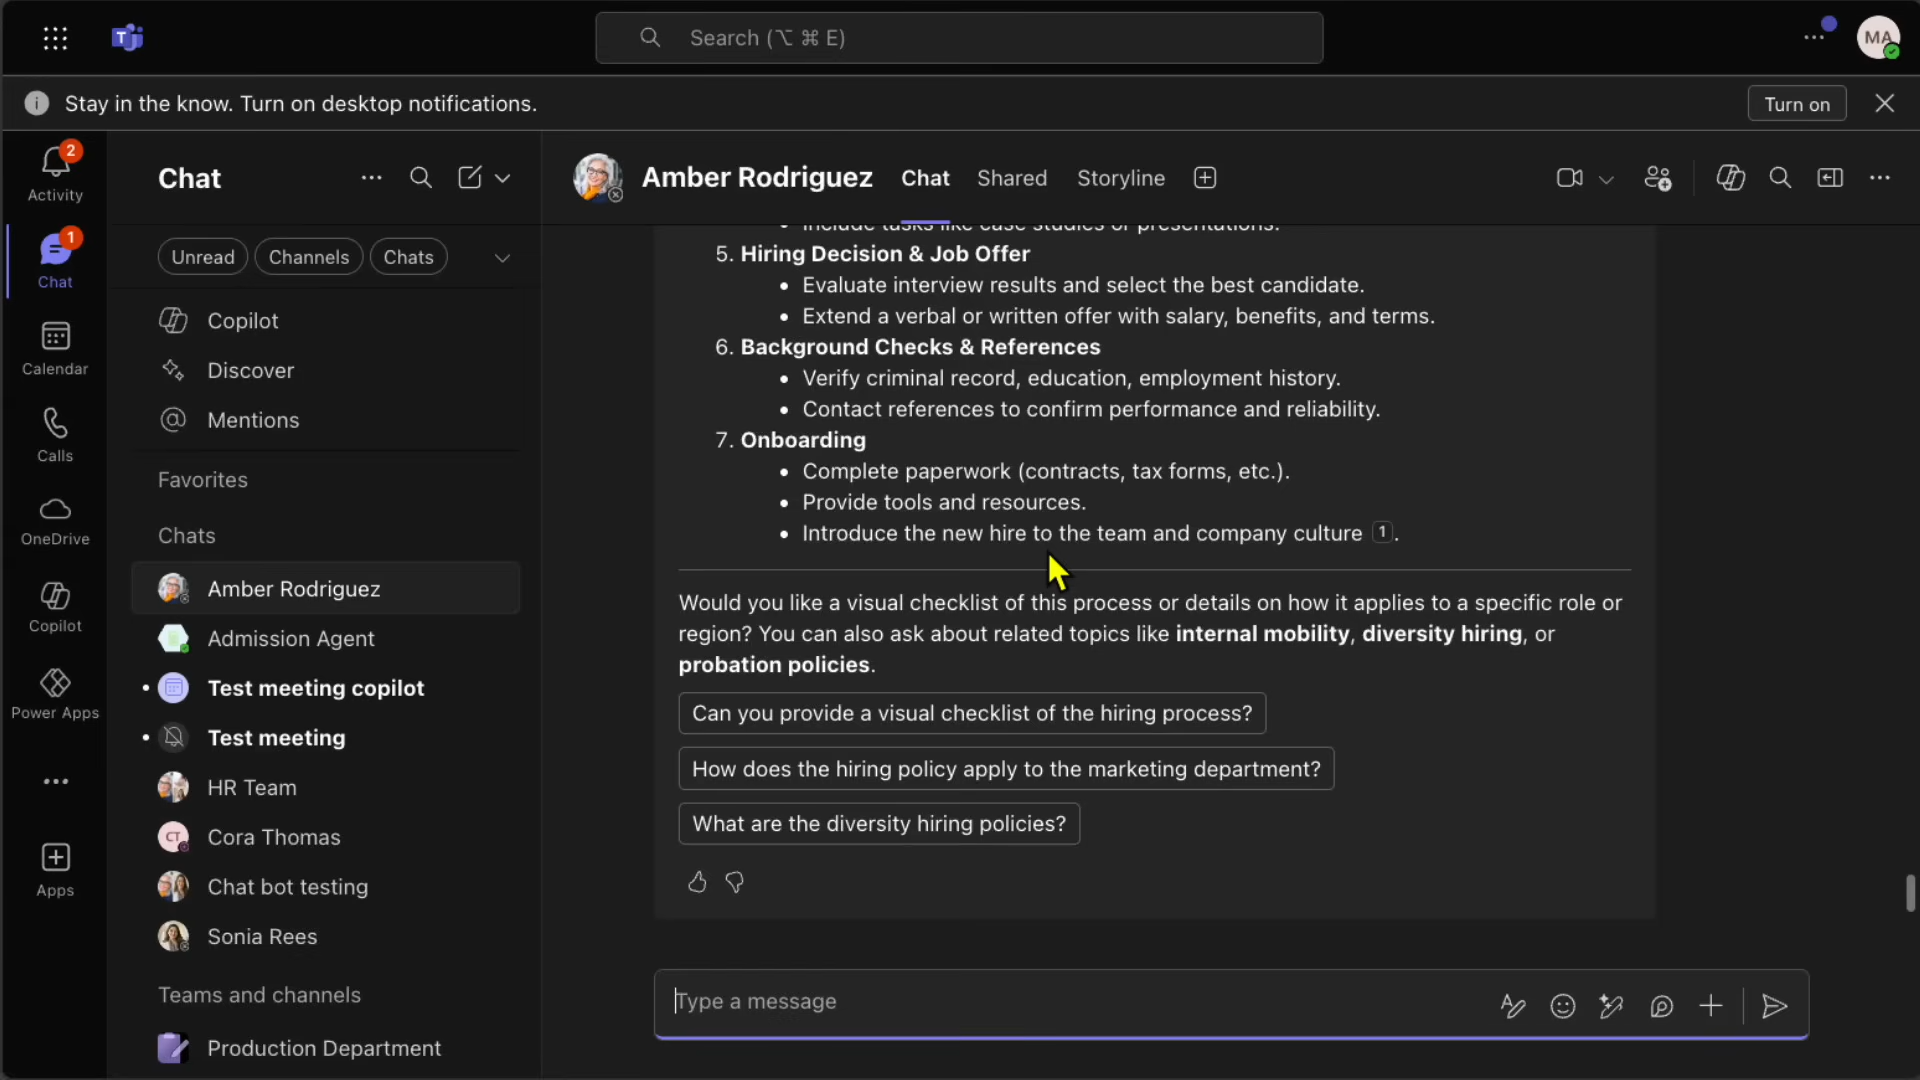 Search (⌥ ⌘ E)
MA
Stay in the know. Turn on desktop notifications.
Turn on
2
Activity
1
Chat
Calendar
Calls
OneDrive
Copilot
Power Apps
Apps
Chat
Unread
Channels
Chats
Copilot
Discover
Mentions
Favorites
Chats
Amber Rodriguez
Admission Agent
Test meeting copilot
Test meeting
HR Team
CT
Cora Thomas
Chat bot testing
Sonia Rees
Teams and channels
Production Department
Amber Rodriguez
Chat
Shared
Storyline
• Include tasks like case studies or presentations.
5. Hiring Decision & Job Offer
• Evaluate interview results and select the best candidate.
• Extend a verbal or written offer with salary, benefits, and terms.
6. Background Checks & References
• Verify criminal record, education, employment history.
• Contact references to confirm performance and reliability.
7. Onboarding
• Complete paperwork (contracts, tax forms, etc.).
• Provide tools and resources.
• Introduce the new hire to the team and company culture 1.
Would you like a visual checklist of this process or details on how it applies to a specific role or
region? You can also ask about related topics like internal mobility, diversity hiring, or
probation policies.
Can you provide a visual checklist of the hiring process?
How does the hiring policy apply to the marketing department?
What are the diversity hiring policies?
Type a message